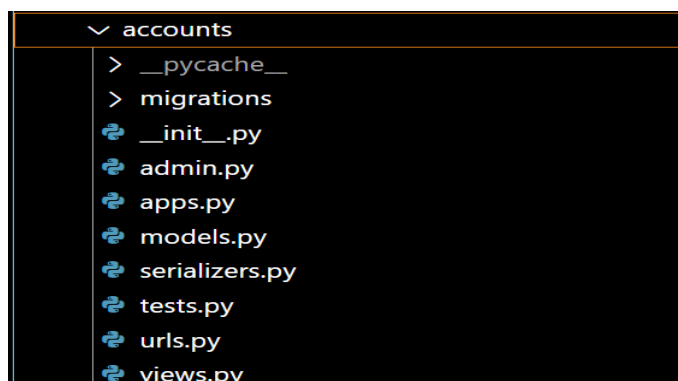 accounts
__pycache__
migrations
__init__.py
admin.py
apps.py
models.py
serializers.py
tests.py
urls.py
views.py